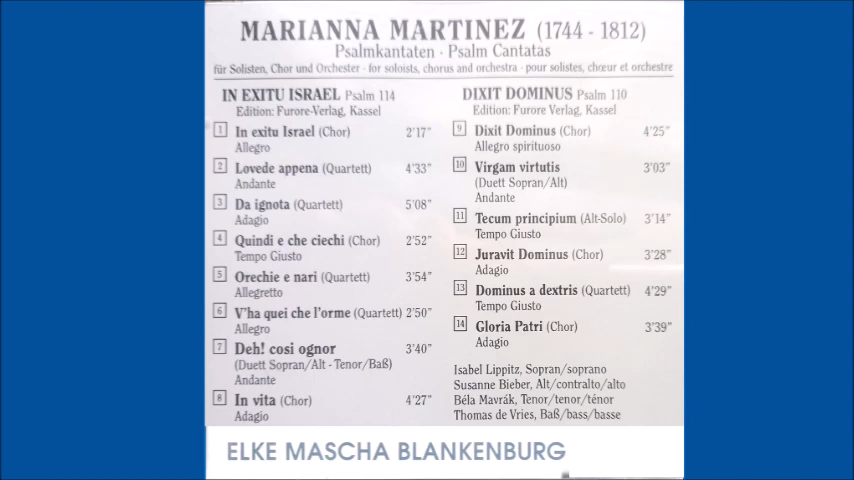 MARIANNA MARTINEZ (1744 - 1812)
Psalmkantaten · Psalm Cantatas
für Solisten, Chor und Orchester · for soloists, chorus and orchestra · pour solistes, chœur et orchestre
IN EXITU ISRAEL Psalm 114
Edition: Furore-Verlag, Kassel
1 In exitu Israel (Chor) 2'17"
Allegro
2 Lovede appena (Quartett) 4'33"
Andante
3 Da ignota (Quartett) 5'08"
Adagio
4 Quindi e che ciechi (Chor) 2'52"
Tempo Giusto
5 Orechie e nari (Quartett) 3'54"
Allegretto
6 V'ha quei che l'orme (Quartett) 2'50"
Allegro
7 Deh! cosi ognor 3'40"
(Duett Sopran/Alt - Tenor/Baß)
Andante
8 In vita (Chor) 4'27"
Adagio
DIXIT DOMINUS Psalm 110
Edition: Furore Verlag, Kassel
9 Dixit Dominus (Chor) 4'25"
Allegro spirituoso
10 Virgam virtutis 3'03"
(Duett Sopran/Alt)
Andante
11 Tecum principium (Alt-Solo) 3'14"
Tempo Giusto
12 Juravit Dominus (Chor) 3'28"
Adagio
13 Dominus a dextris (Quartett) 4'29"
Tempo Giusto
14 Gloria Patri (Chor) 3'39"
Adagio
Isabel Lippitz, Sopran/soprano
Susanne Bieber, Alt/contralto/alto
Béla Mavrák, Tenor/tenor/ténor
Thomas de Vries, Baß/bass/basse
ELKE MASCHA BLANKENBURG